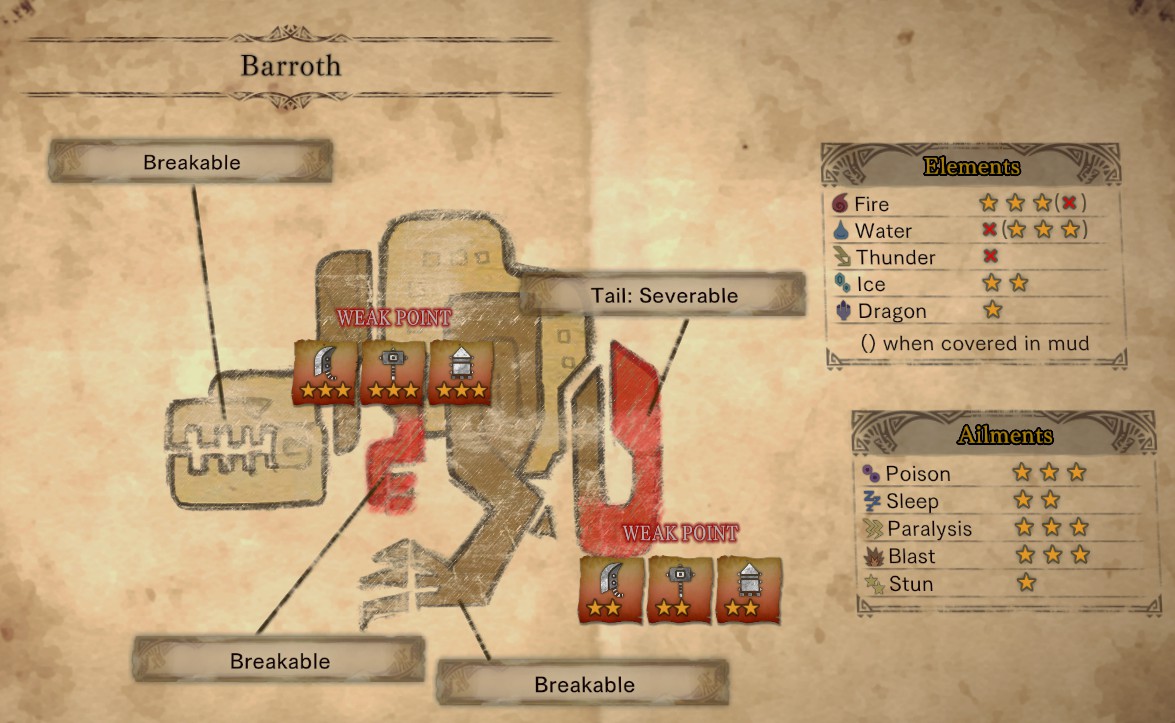 Barroth
Breakable
Tail: Severable
WEAK POINT
WEAK POINT
Breakable
Breakable
Elements
Fire ★ ★ ★(✖)
Water ✖(★ ★ ★)
Thunder ✖
Ice ★ ★
Dragon ★
() when covered in mud
Ailments
Poison ★ ★ ★
Sleep ★ ★
Paralysis ★ ★ ★
Blast ★ ★ ★
Stun ★